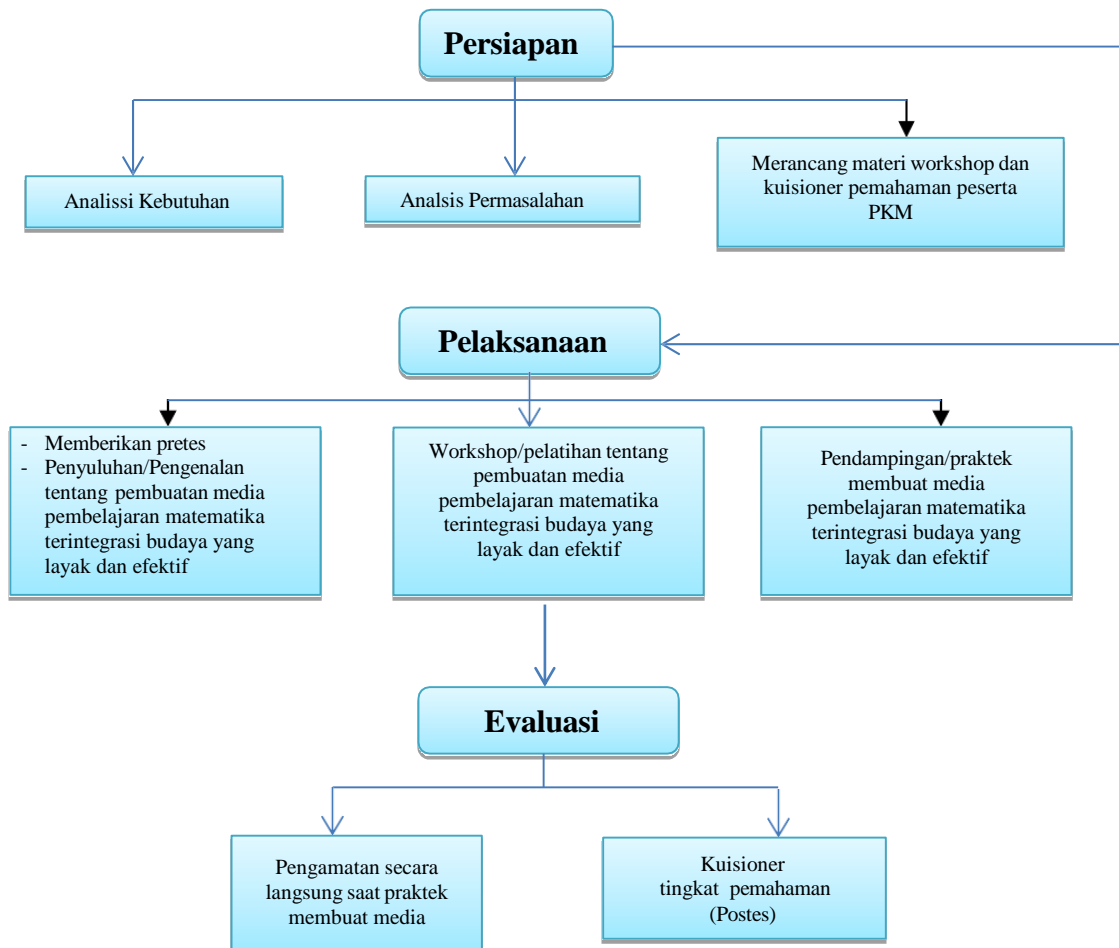 Persiapan
Analissi Kebutuhan
Analsis Permasalahan
Merancang materi workshop dan
kuisioner pemahaman peserta
PKM
Pelaksanaan
- Memberikan pretes
- Penyuluhan/Pengenalan
tentang pembuatan media
pembelajaran matematika
terintegrasi budaya yang
layak dan efektif
Workshop/pelatihan tentang
pembuatan media
pembelajaran matematika
terintegrasi budaya yang
layak dan efektif
Pendampingan/praktek
membuat media
pembelajaran matematika
terintegrasi budaya yang
layak dan efektif
Evaluasi
Pengamatan secara
langsung saat praktek
membuat media
Kuisioner
tingkat pemahaman
(Postes)